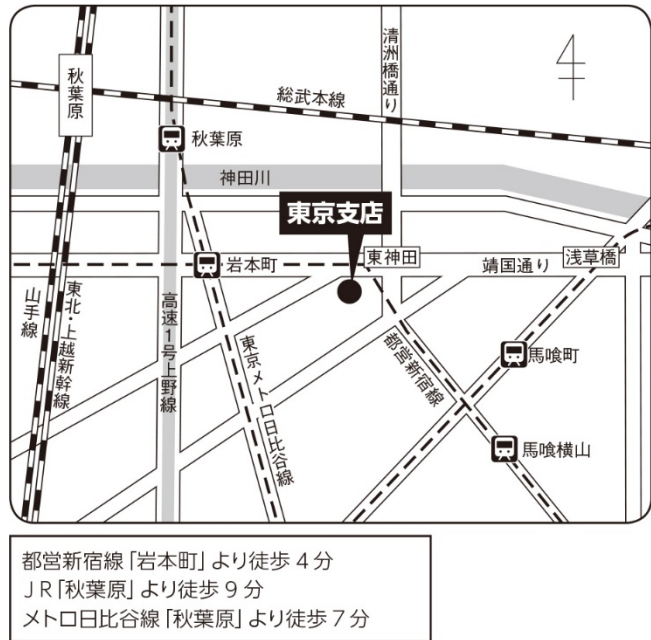 清洲橋通り
秋葉原
総武本線
秋葉原
神田川
東京支店
岩本町
東神田
靖国通り
浅草橋
山手線
東北・上越新幹線
高速1号上野線
東京メトロ日比谷線
都営新宿線
馬喰町
馬喰横山
都営新宿線「岩本町」より徒歩4分
JR「秋葉原」より徒歩9分
メトロ日比谷線「秋葉原」より徒歩7分